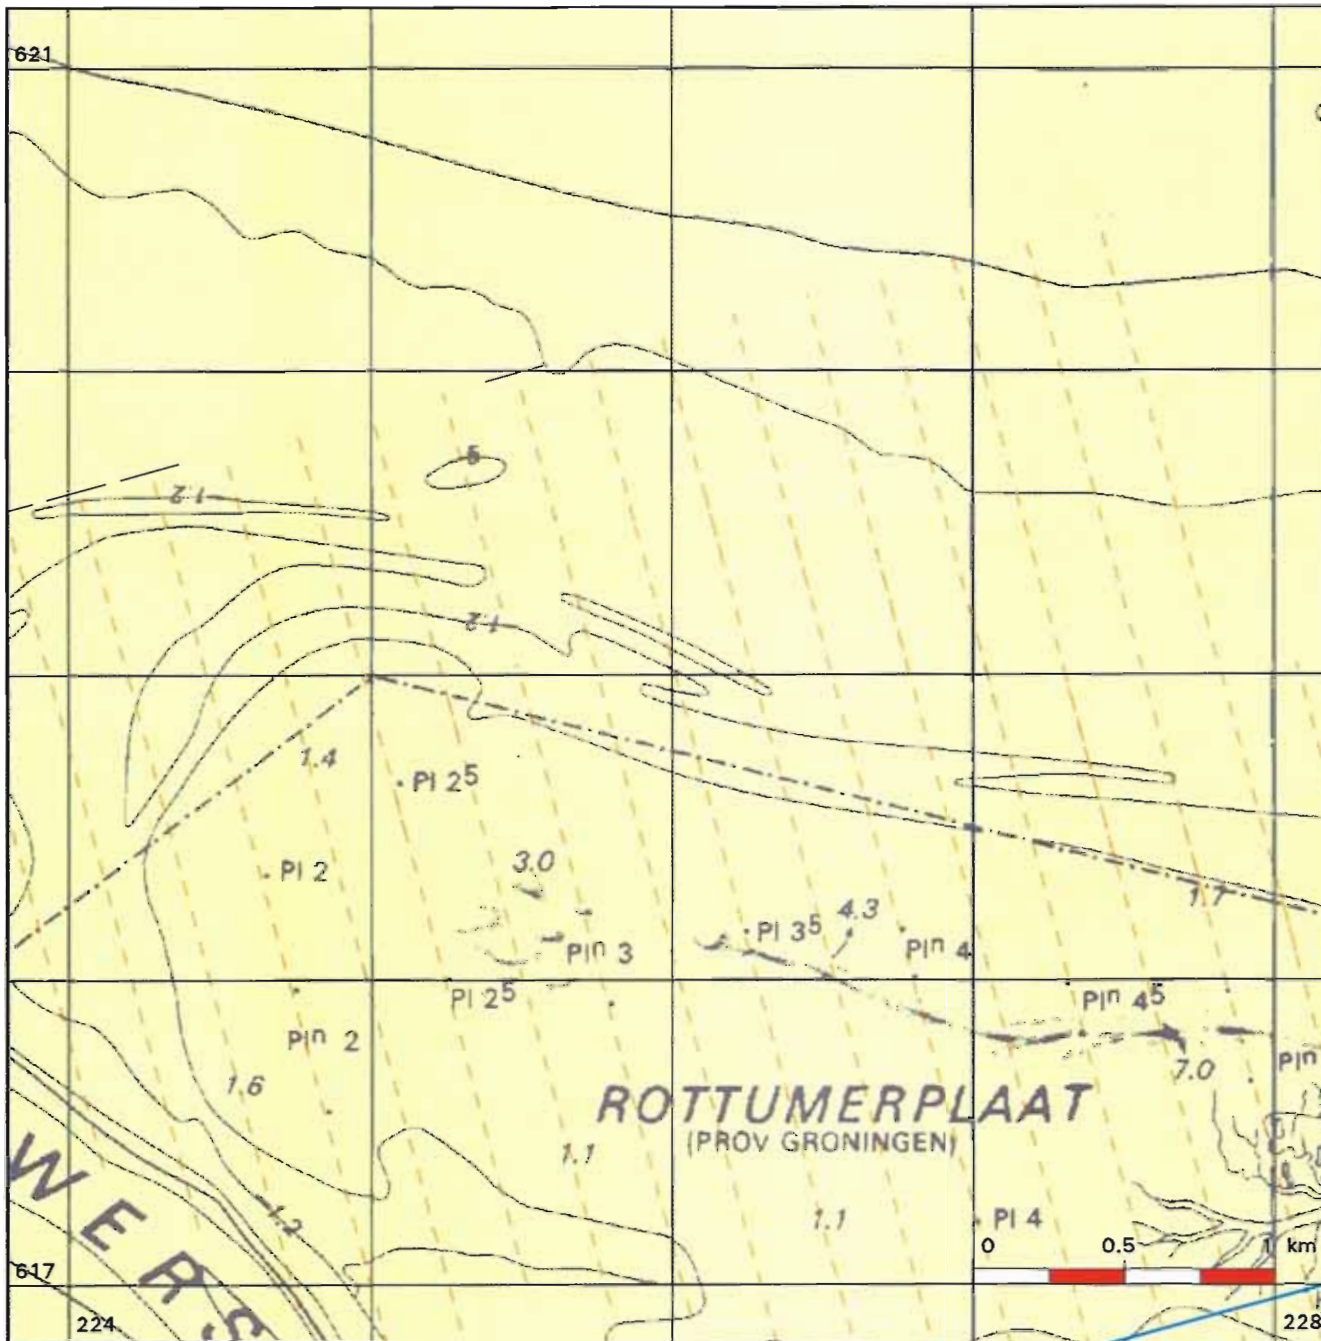 621
5
1.2
1.2
1.4
Pl 2⁵
3.0
Pl 2
1.7
4.3
Pl 3⁵
Plⁿ 4
Plⁿ 3
Pl 2⁵
Plⁿ 4⁵
Plⁿ 2
7.0
Plⁿ
1.6
ROTTUMERPLAAT
(PROV GRONINGEN)
1.1
1.2
1.1
Pl 4
WERS
0 0.5 1 km
617
224
228